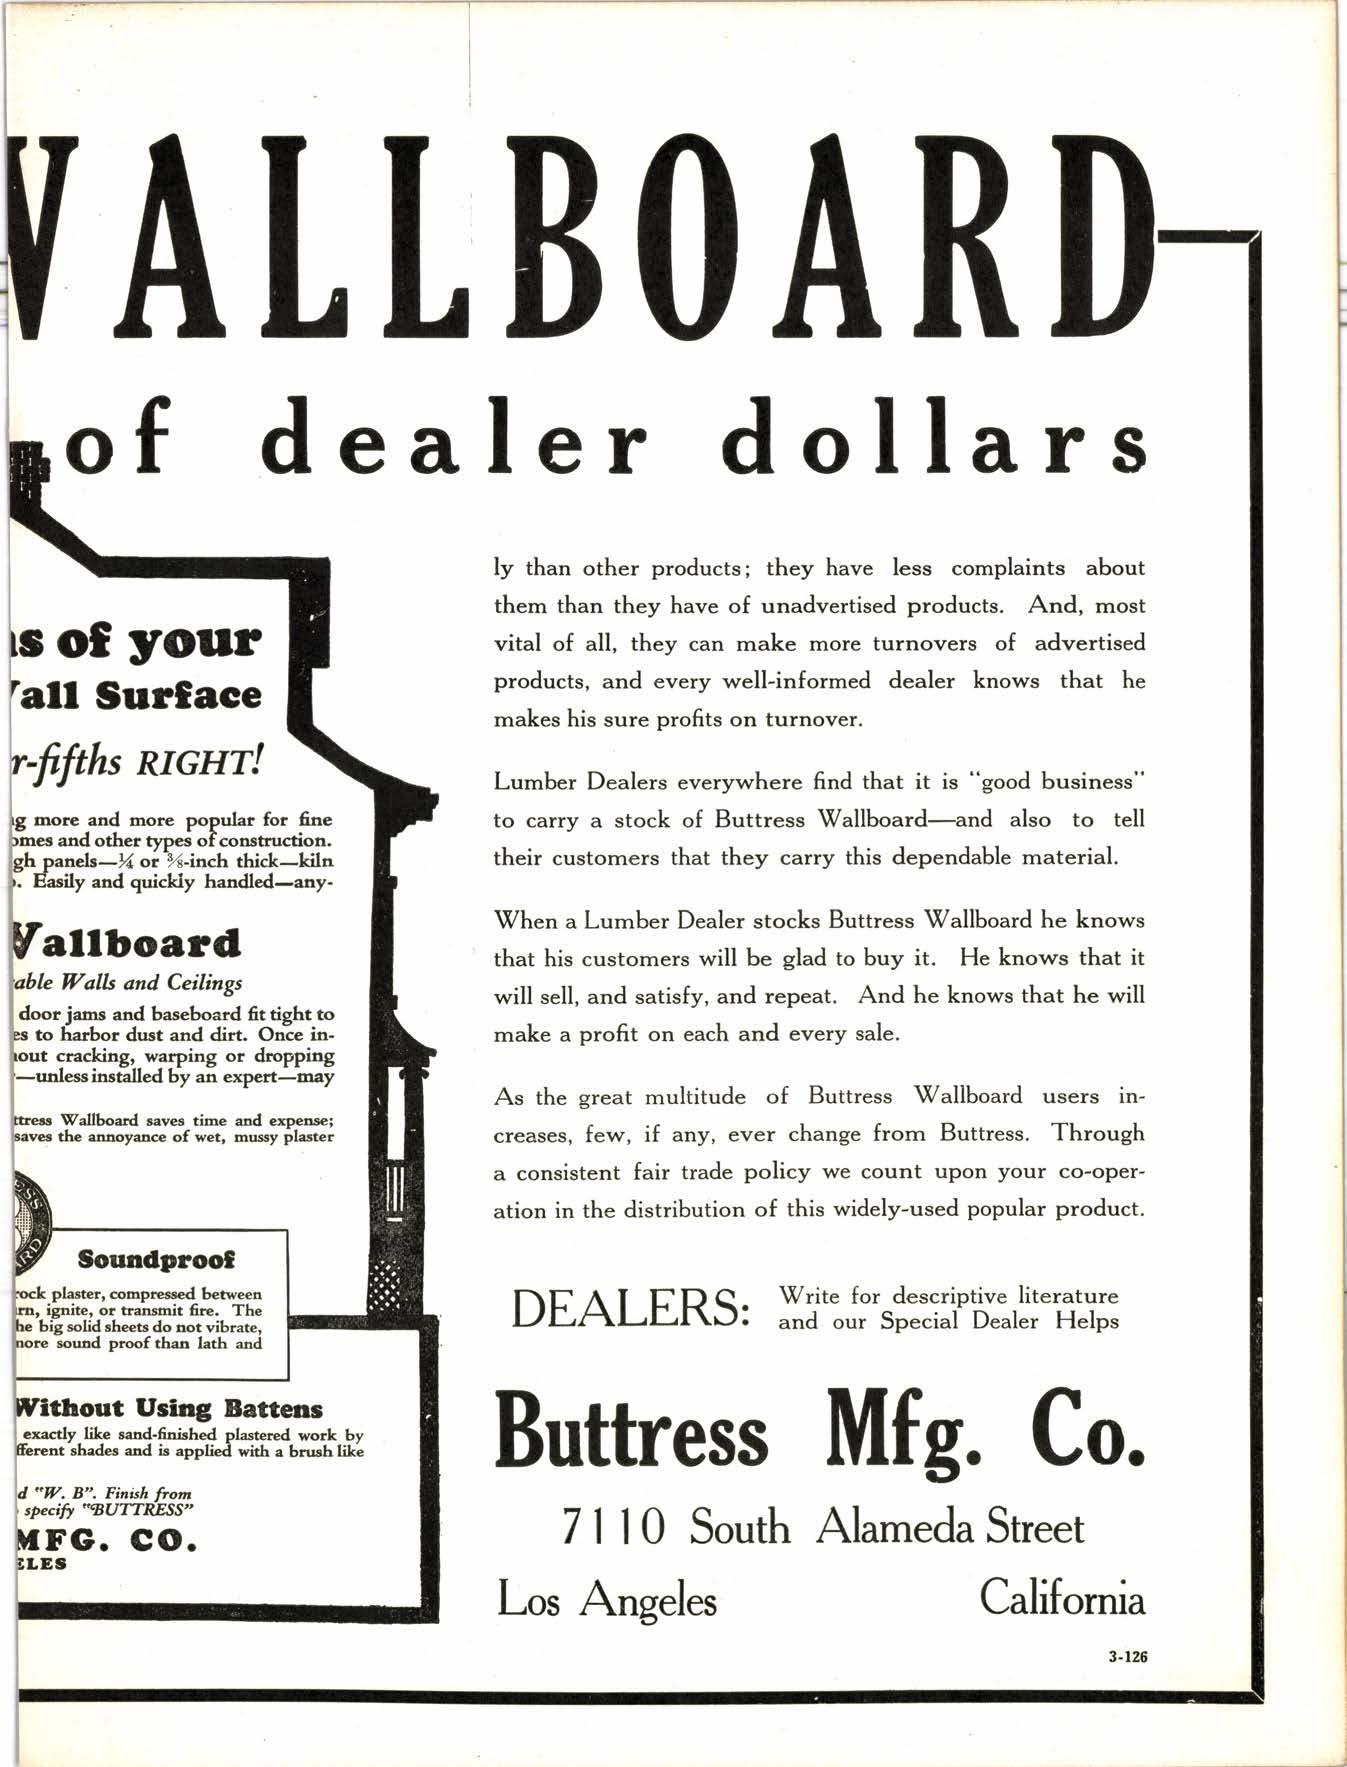 WALLBOARD
of dealer dollars
of your
Surface
fifths RIGHT!
more and more popular for fine
and other types of construction.
panels—¼ or ⅜-inch thick—kiln
Easily and quickly handled—any-
Wallboard
Walls and Ceilings
door jams and baseboard fit tight to
to harbor dust and dirt. Once in-
cracking, warping or dropping
—unless installed by an expert—may
Wallboard saves time and expense;
saves the annoyance of wet, mussy plaster
Soundproof
plaster, compressed between
ignite, or transmit fire. The
big solid sheets do not vibrate,
sound proof than lath and
Without Using Battens
exactly like sand-finished plastered work by
shades and is applied with a brush like
"W. B". Finish from
specify "BUTTRESS"
MFG. CO.
ly than other products; they have less complaints about
them than they have of unadvertised products. And, most
vital of all, they can make more turnovers of advertised
products, and every well-informed dealer knows that he
makes his sure profits on turnover.
Lumber Dealers everywhere find that it is "good business"
to carry a stock of Buttress Wallboard—and also to tell
their customers that they carry this dependable material.
When a Lumber Dealer stocks Buttress Wallboard he knows
that his customers will be glad to buy it. He knows that it
will sell, and satisfy, and repeat. And he knows that he will
make a profit on each and every sale.
As the great multitude of Buttress Wallboard users in-
creases, few, if any, ever change from Buttress. Through
a consistent fair trade policy we count upon your co-oper-
ation in the distribution of this widely-used popular product.
DEALERS: Write for descriptive literature
and our Special Dealer Helps
Buttress Mfg. Co.
7110 South Alameda Street
Los Angeles California
3-126